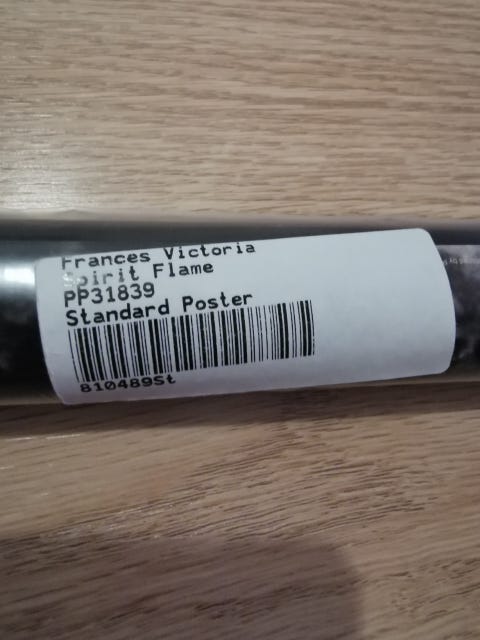 Frances Victoria
Spirit Flame
PP31839
Standard Poster
810489St